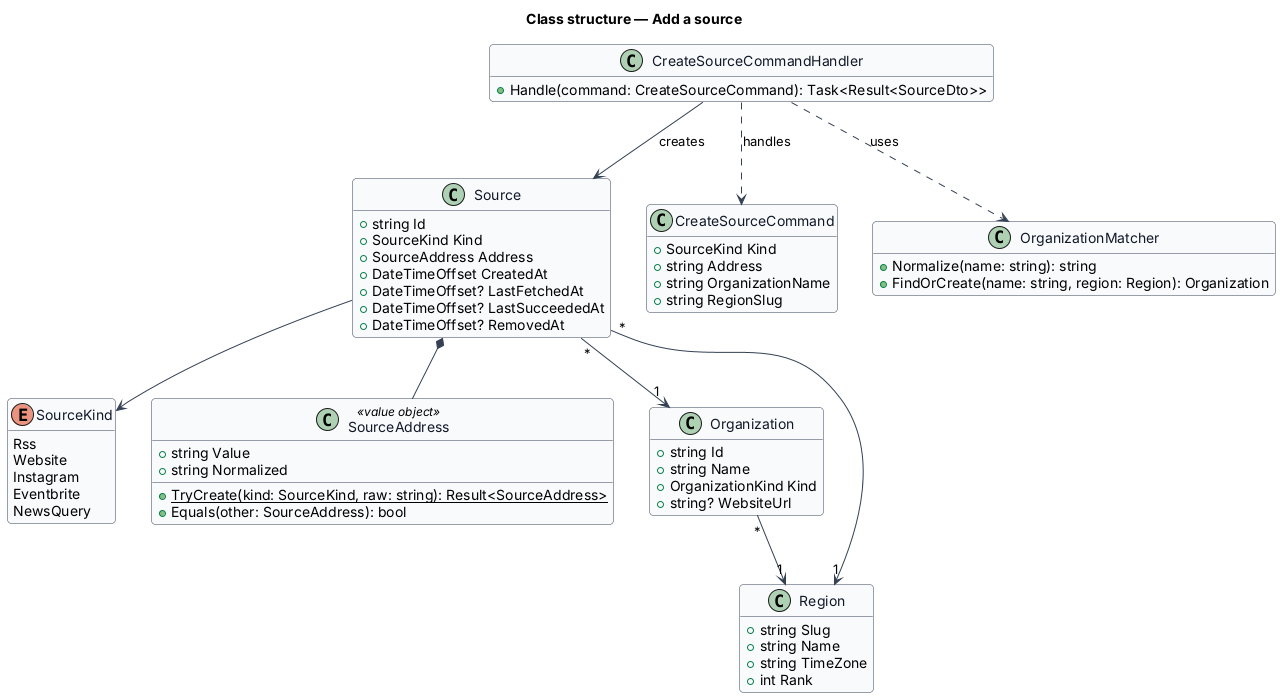 Class structure — Add a source
C CreateSourceCommandHandler
Handle(command: CreateSourceCommand): Task<Result<SourceDto>>
creates
handles
uses
C Source
string Id
SourceKind Kind
SourceAddress Address
DateTimeOffset CreatedAt
DateTimeOffset? LastFetchedAt
DateTimeOffset? LastSucceededAt
DateTimeOffset? RemovedAt
C CreateSourceCommand
SourceKind Kind
string Address
string OrganizationName
string RegionSlug
C OrganizationMatcher
Normalize(name: string): string
FindOrCreate(name: string, region: Region): Organization
*
*
1
E SourceKind
Rss
Website
Instagram
Eventbrite
NewsQuery
C «value object»
SourceAddress
string Value
string Normalized
TryCreate(kind: SourceKind, raw: string): Result<SourceAddress>
Equals(other: SourceAddress): bool
C Organization
string Id
string Name
OrganizationKind Kind
string? WebsiteUrl
*
1
1
C Region
string Slug
string Name
string TimeZone
int Rank